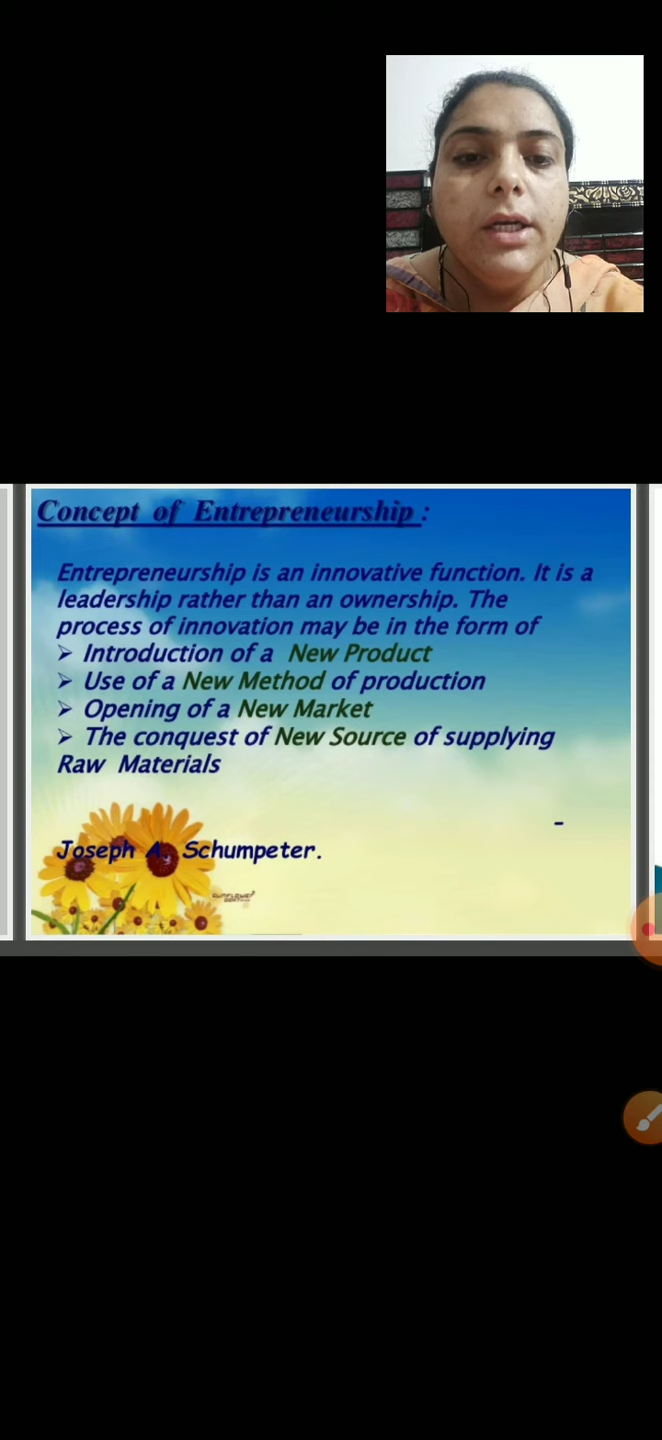 Concept of Entrepreneurship :
Entrepreneurship is an innovative function. It is a
leadership rather than an ownership. The
process of innovation may be in the form of
➢ Introduction of a New Product
➢ Use of a New Method of production
➢ Opening of a New Market
➢ The conquest of New Source of supplying
Raw Materials
-
Joseph A. Schumpeter.